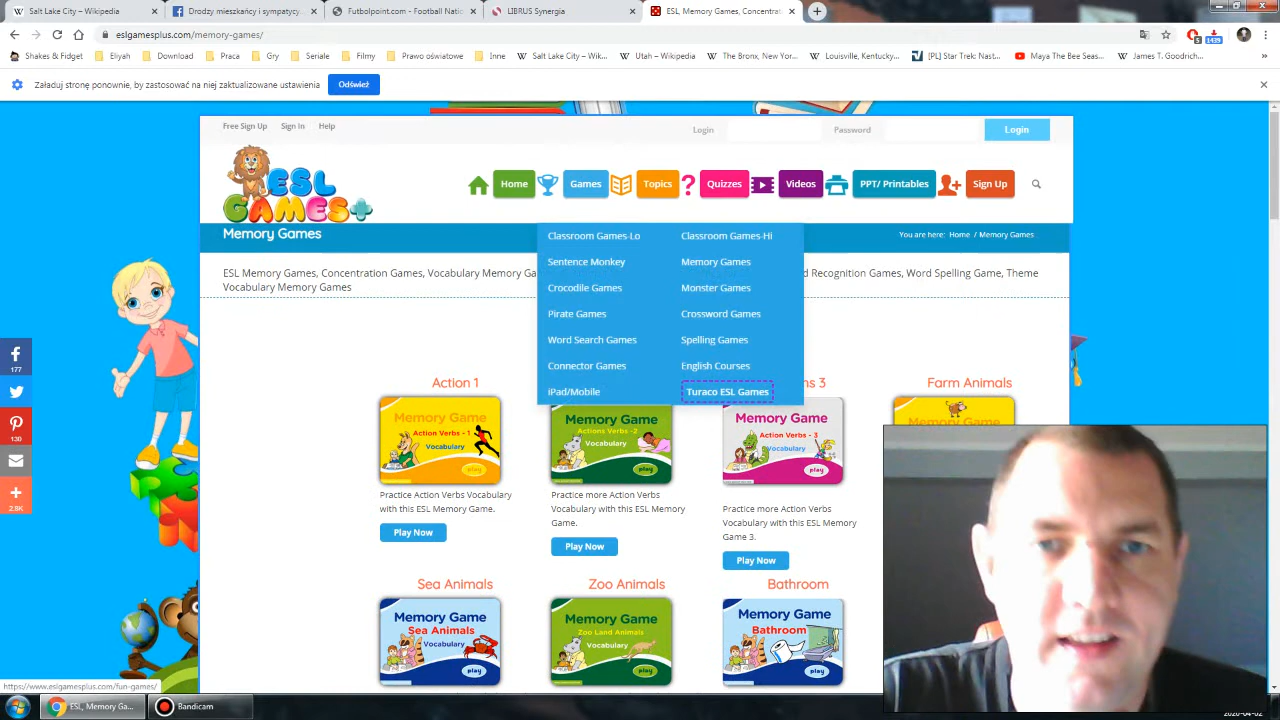 Salt Lake City – Wikipedia
Drodzy mieszkańcy i sympatycy
Futbolpoint.com - Football Natio
LIBRUS Synergia
ESL, Memory Games, Concentrat
eslgamesplus.com/memory-games/
5
1439
Shakes & Fidget
Eliyah
Download
Praca
Gry
Seriale
Filmy
Prawo oświatowe
Inne
Salt Lake City – Wik...
Utah – Wikipedia
The Bronx, New Yor...
Louisville, Kentucky...
[PL] Star Trek: Nast...
Maya The Bee Seas...
James T. Goodrich...
Załaduj stronę ponownie, by zastosować na niej zaktualizowane ustawienia
Odśwież
Free Sign Up
Sign in
Help
Login
Password
Login
ESL
GAMES+
Home
Games
Topics
?
Quizzes
Videos
PPT/ Printables
Sign Up
Memory Games
You are here: Home / Memory Games
Classroom Games-Lo
Classroom Games-Hi
Sentence Monkey
Memory Games
Crocodile Games
Monster Games
Pirate Games
Crossword Games
Word Search Games
Spelling Games
Connector Games
English Courses
iPad/Mobile
Turaco ESL Games
ESL Memory Games, Concentration Games, Vocabulary Memory Ga
d Recognition Games, Word Spelling Game, Theme
Vocabulary Memory Games
177
130
2.8K
Action 1
ns 3
Farm Animals
Memory Game
Action Verbs - 1
Vocabulary
play
Memory Game
Actions Verbs -2
Vocabulary
play
Memory Game
Action Verbs - 3
Vocabulary
play
Memory Game
Practice Action Verbs Vocabulary
with this ESL Memory Game.
Play Now
Practice more Action Verbs
Vocabulary with this ESL Memory
Game.
Play Now
Practice more Action Verbs
Vocabulary with this ESL Memory
Game 3.
Play Now
Sea Animals
Zoo Animals
Bathroom
Memory Game
Sea Animals
Vocabulary
play
Memory Game
Zoo Land Animals
Vocabulary
play
Memory Game
Bathroom
Vocabulary
play
https://www.eslgamesplus.com/fun-games/
ESL, Memory Ga...
Bandicam
2020-04-02